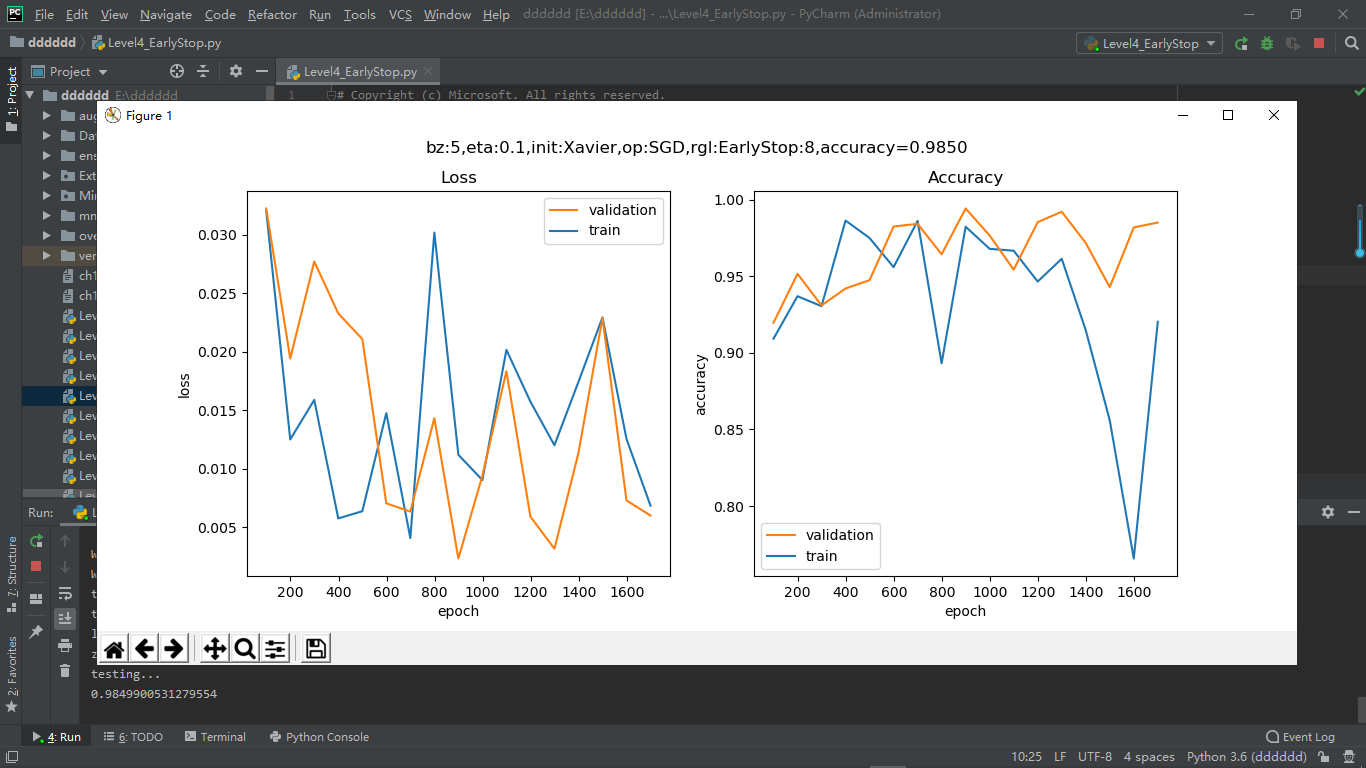 File Edit View Navigate Code Refactor Run Tools VCS Window Help dddddd [E:\dddddd] - ...\Level4_EarlyStop.py - PyCharm (Administrator)
dddddd Level4_EarlyStop.py Level4_EarlyStop
1: Project
Project Level4_EarlyStop.py
dddddd E:\dddddd
1 # Copyright (c) Microsoft. All rights reserved.
aug
Da
ens
Ext
Min
mn
ove
ver
ch1
ch1
Lev
Lev
Lev
Lev
Lev
Lev
Lev
Lev
Lev
Figure 1
bz:5,eta:0.1,init:Xavier,op:SGD,rgl:EarlyStop:8,accuracy=0.9850
Loss
validation
train
0.030
0.025
0.020
0.015
0.010
0.005
loss
200 400 600 800 1000 1200 1400 1600
epoch
Accuracy
1.00
0.95
0.90
0.85
0.80
accuracy
validation
train
200 400 600 800 1000 1200 1400 1600
epoch
Run:
7: Structure
2: Favorites
testing...
0.9849900531279554
4: Run 6: TODO Terminal Python Console Event Log
10:25 LF UTF-8 4 spaces Python 3.6 (dddddd)